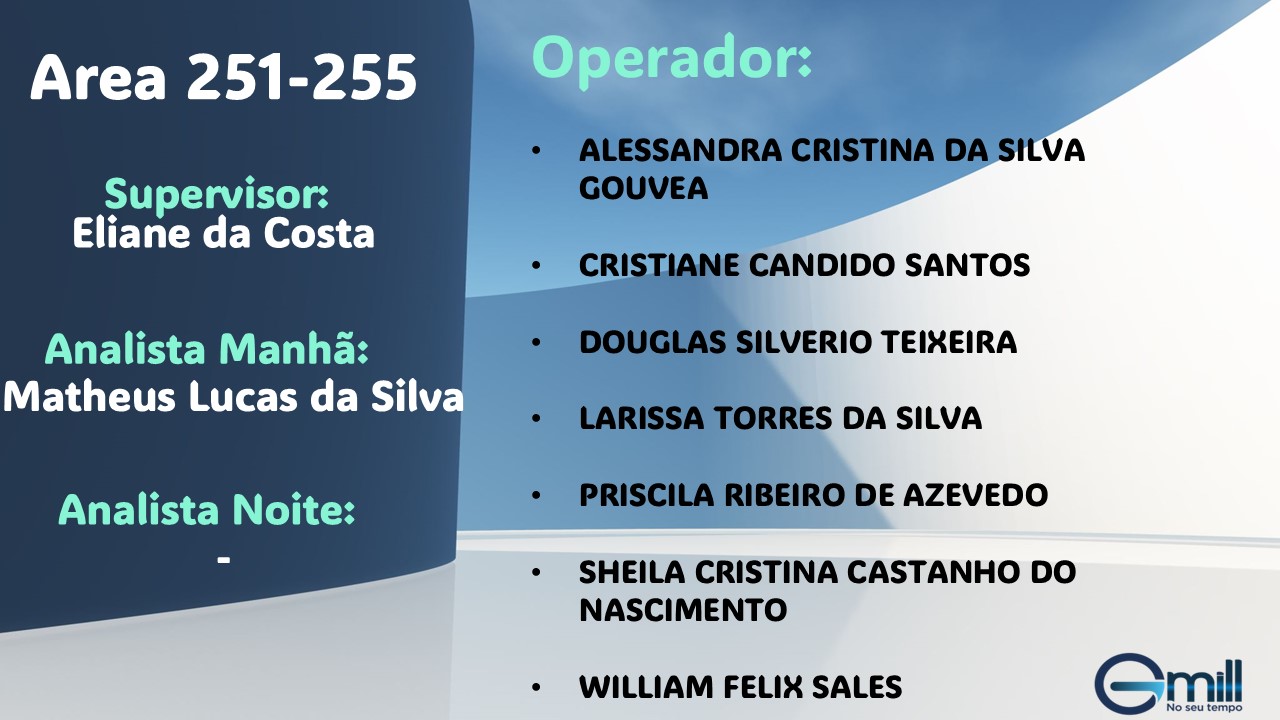 Area 251-255
Supervisor:
Eliane da Costa
Analista Manhã:
Matheus Lucas da Silva
Analista Noite:
-
Operador:
• ALESSANDRA CRISTINA DA SILVA
GOUVEA
• CRISTIANE CANDIDO SANTOS
• DOUGLAS SILVERIO TEIXEIRA
• LARISSA TORRES DA SILVA
• PRISCILA RIBEIRO DE AZEVEDO
• SHEILA CRISTINA CASTANHO DO
NASCIMENTO
• WILLIAM FELIX SALES
Gmill
No seu tempo